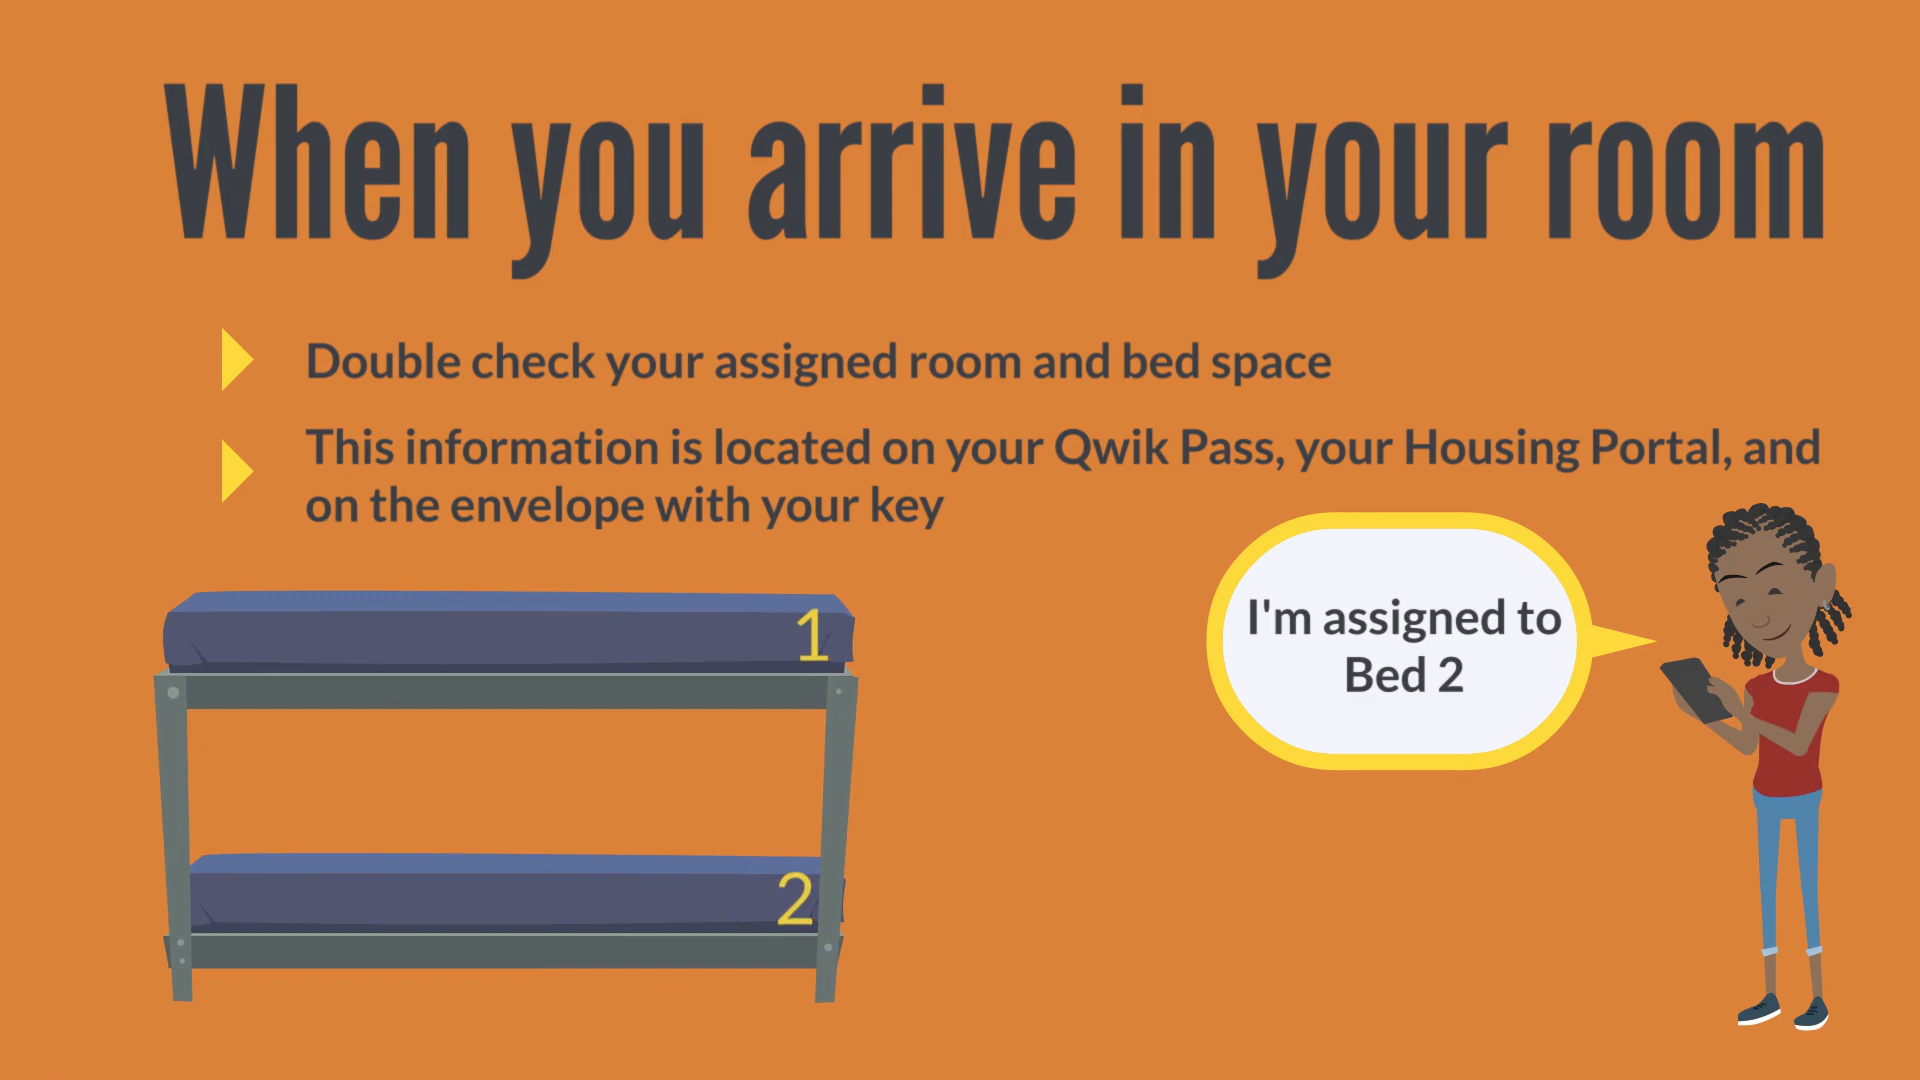 When you arrive in your room
Double check your assigned room and bed space
This information is located on your Qwik Pass, your Housing Portal, and
on the envelope with your key
I'm assigned to
Bed 2
1
2